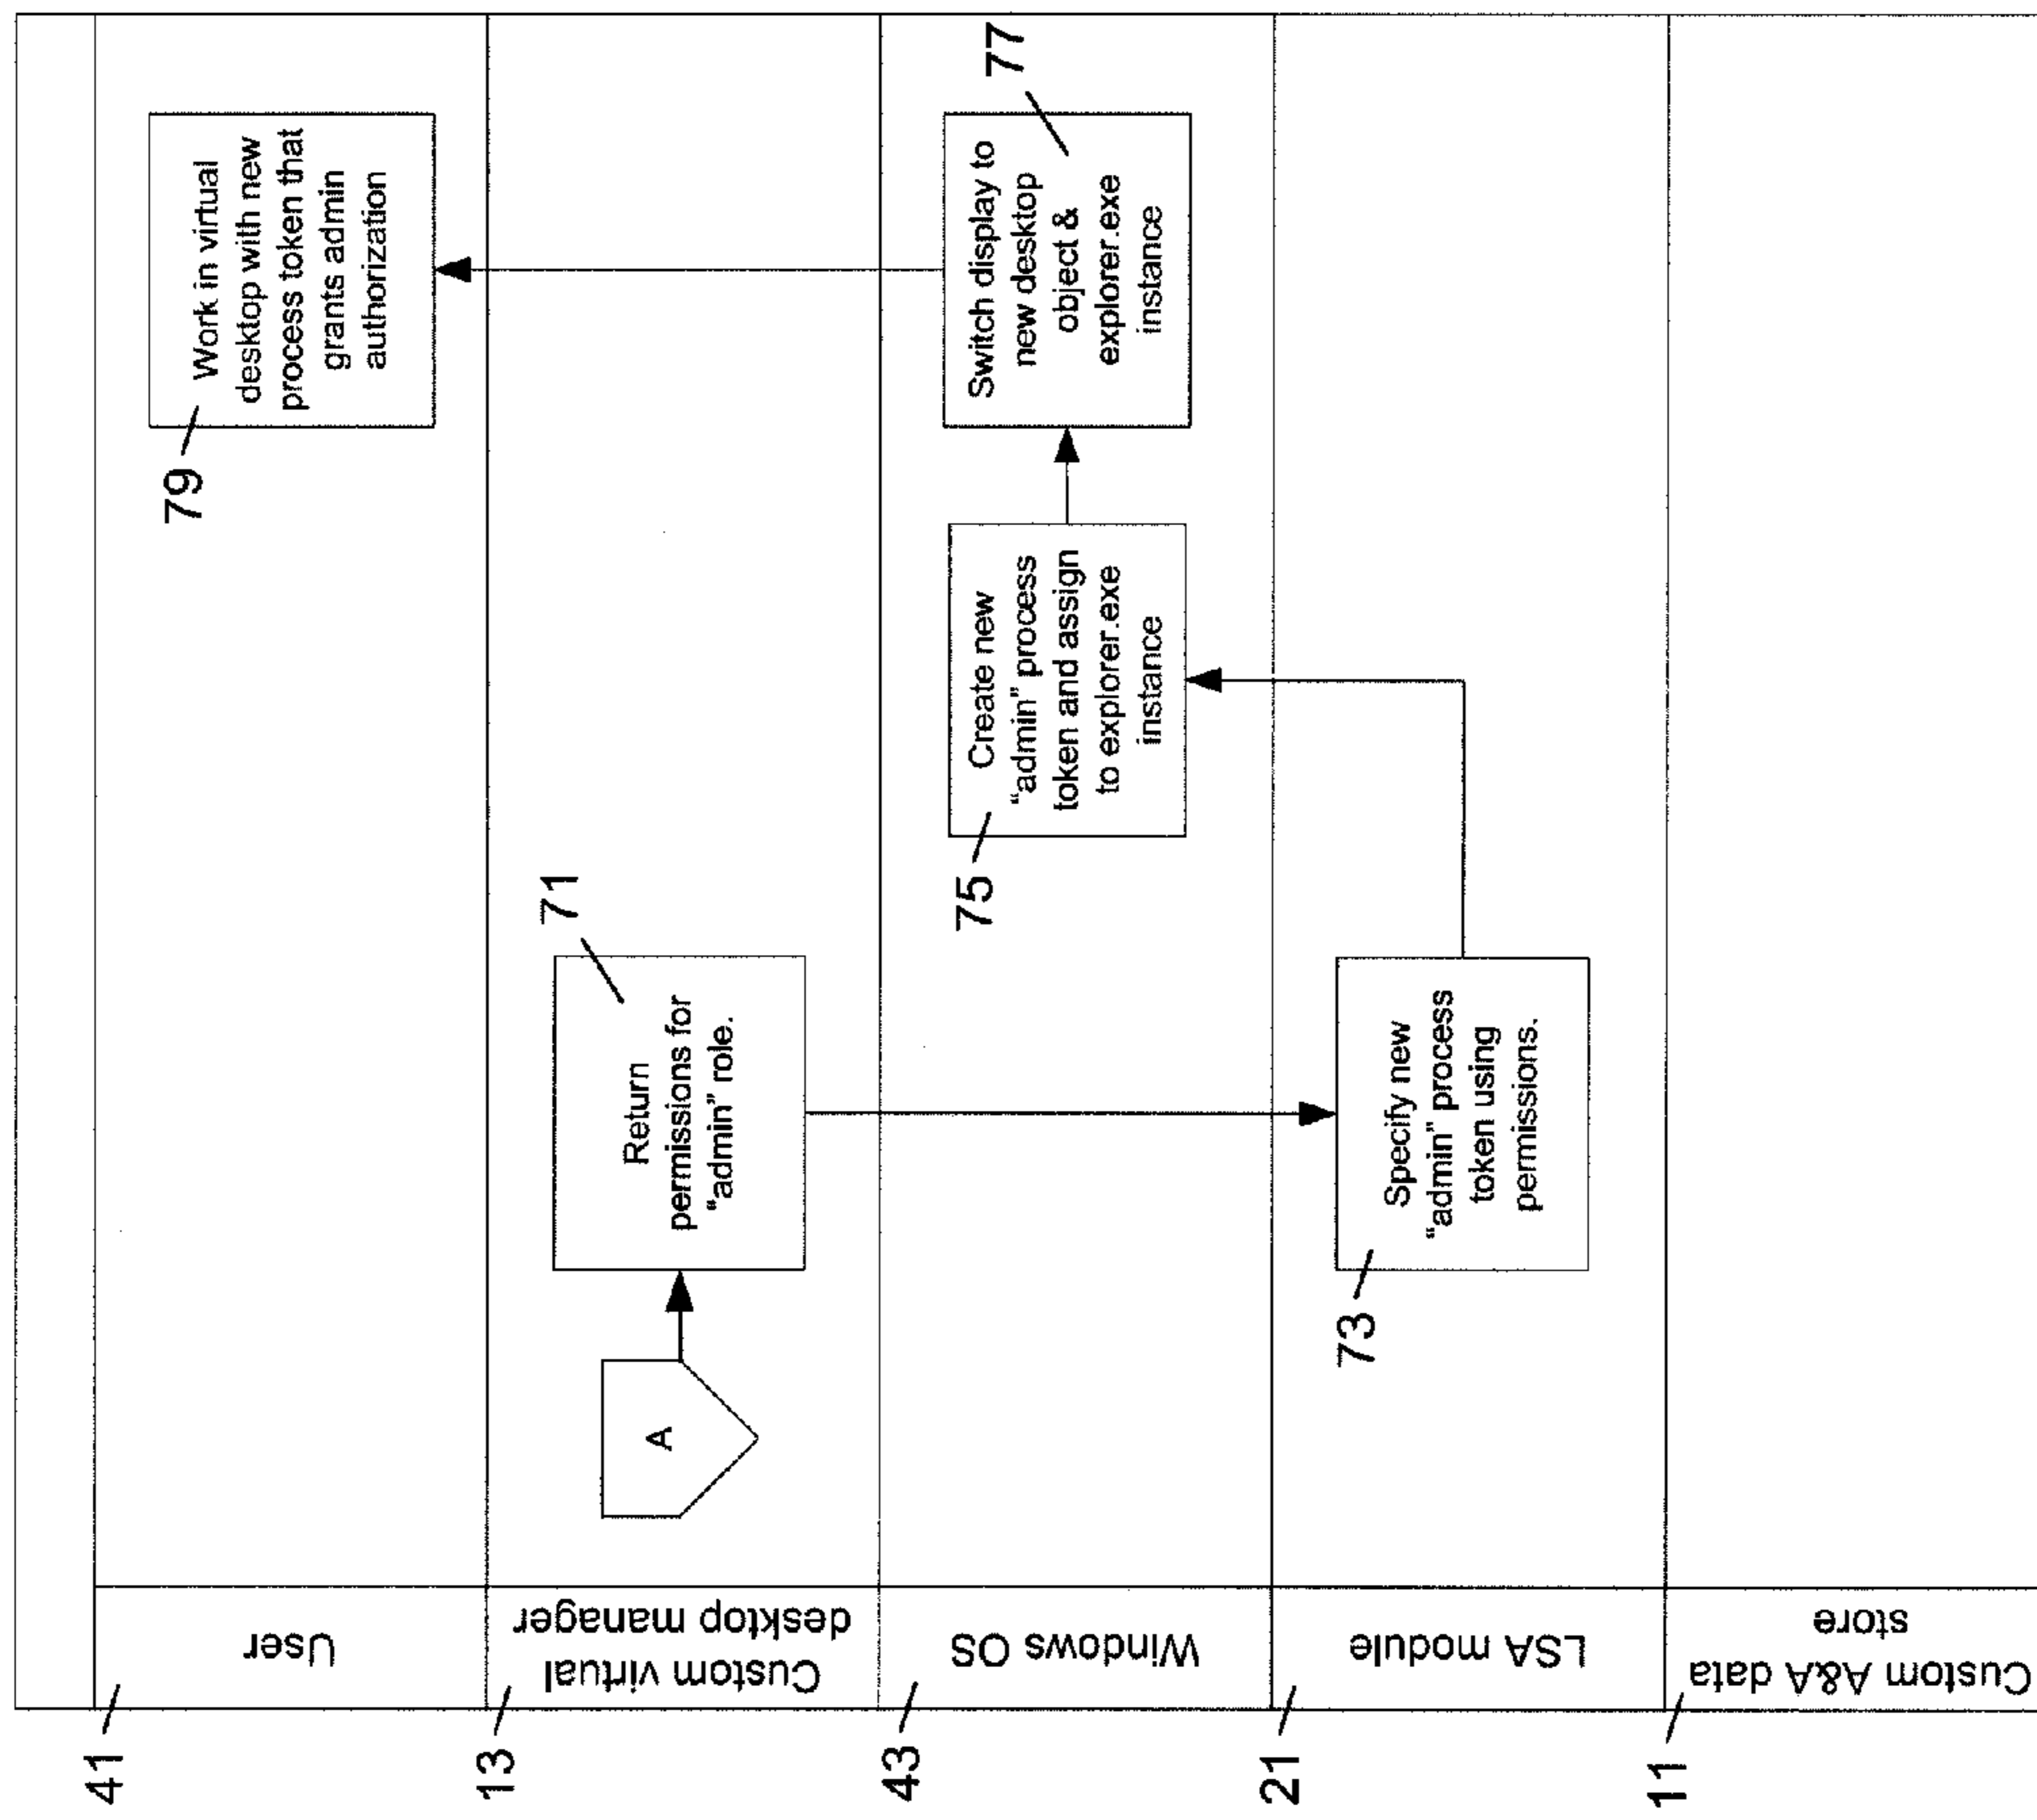 41
User
79
Work in virtual
desktop with new
process token that
grants admin
authorization
13
Custom virtual
desktop manager
A
71
Return
permissions for
"admin" role.
43
Windows OS
75
Create new
"admin" process
token and assign
to explorer.exe
instance
77
Switch display to
new desktop
object &
explorer.exe
instance
21
LSA module
73
Specify new
"admin" process
token using
permissions.
11
Custom A&A data
store